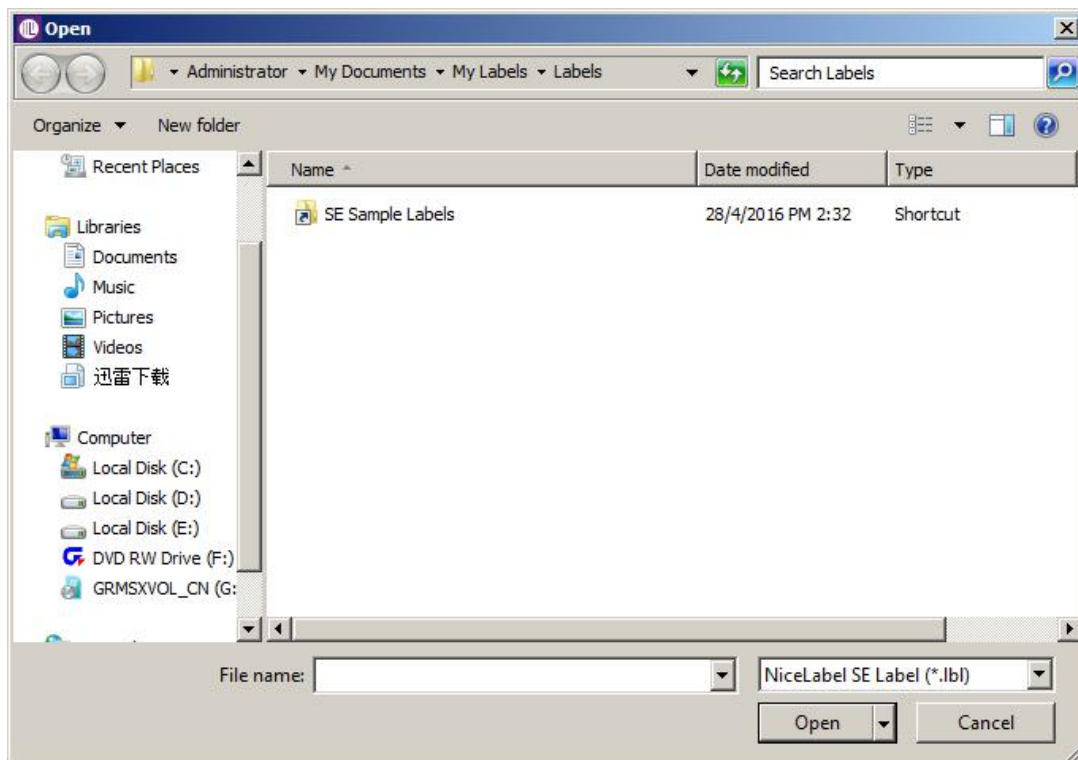 Open
Administrator My Documents My Labels Labels
Search Labels
Organize New folder
Recent Places
Libraries
Documents
Music
Pictures
Videos
迅雷下载
Computer
Local Disk (C:)
Local Disk (D:)
Local Disk (E:)
DVD RW Drive (F:)
GRMSXVOL_CN (G:
Name Date modified Type
SE Sample Labels 28/4/2016 PM 2:32 Shortcut
File name: NiceLabel SE Label (*.lbl)
Open Cancel